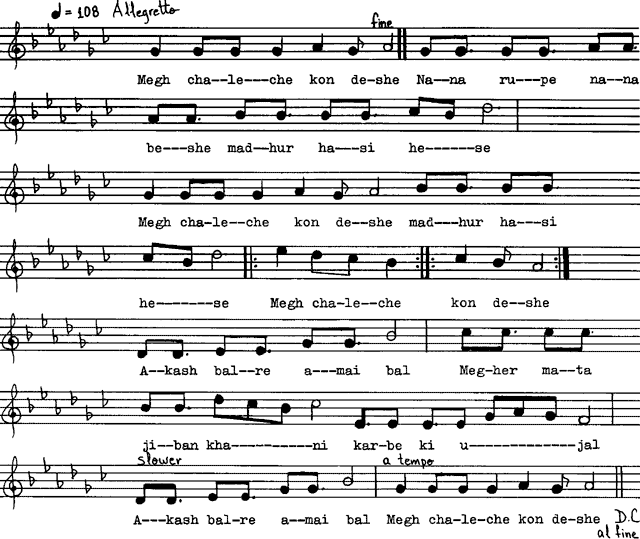 ♩= 108 Allegretto
fine
Megh cha--le---che kon de-she Na--na ru---pe na--na
be---she mad--hur ha---si he------se
Megh cha-le--che kon de--she mad---hur ha---si
he-------se Megh cha-le--che kon de--she
A--kash bal--re a---mai bal Meg-her ma--ta
ji--ban kha----------ni kar-be ki u-----------jal
slower a tempo
A---kash bal-re a--mai bal Megh cha-le-che kon de-she D.C
al fine